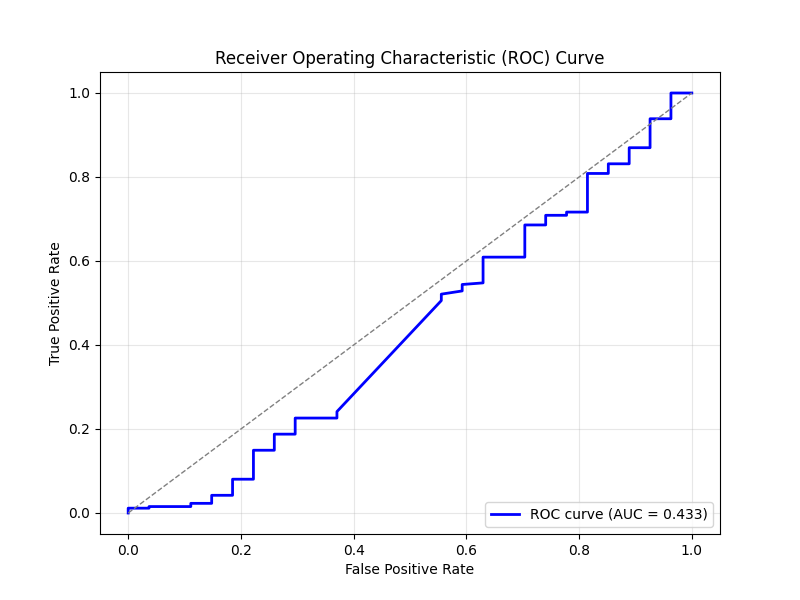 Receiver Operating Characteristic (ROC) Curve
True Positive Rate
1.0
0.8
0.6
0.4
0.2
0.0
ROC curve (AUC = 0.433)
0.0 0.2 0.4 0.6 0.8 1.0
False Positive Rate